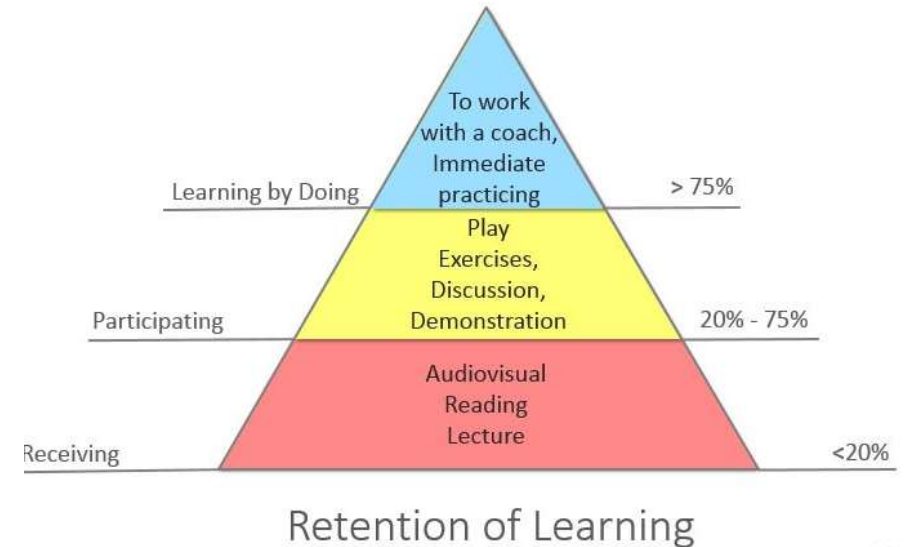 To work
with a coach,
Immediate
practicing
Learning by Doing
> 75%
Play
Exercises,
Discussion,
Demonstration
Participating
20% - 75%
Audiovisual
Reading
Lecture
Receiving
<20%
Retention of Learning